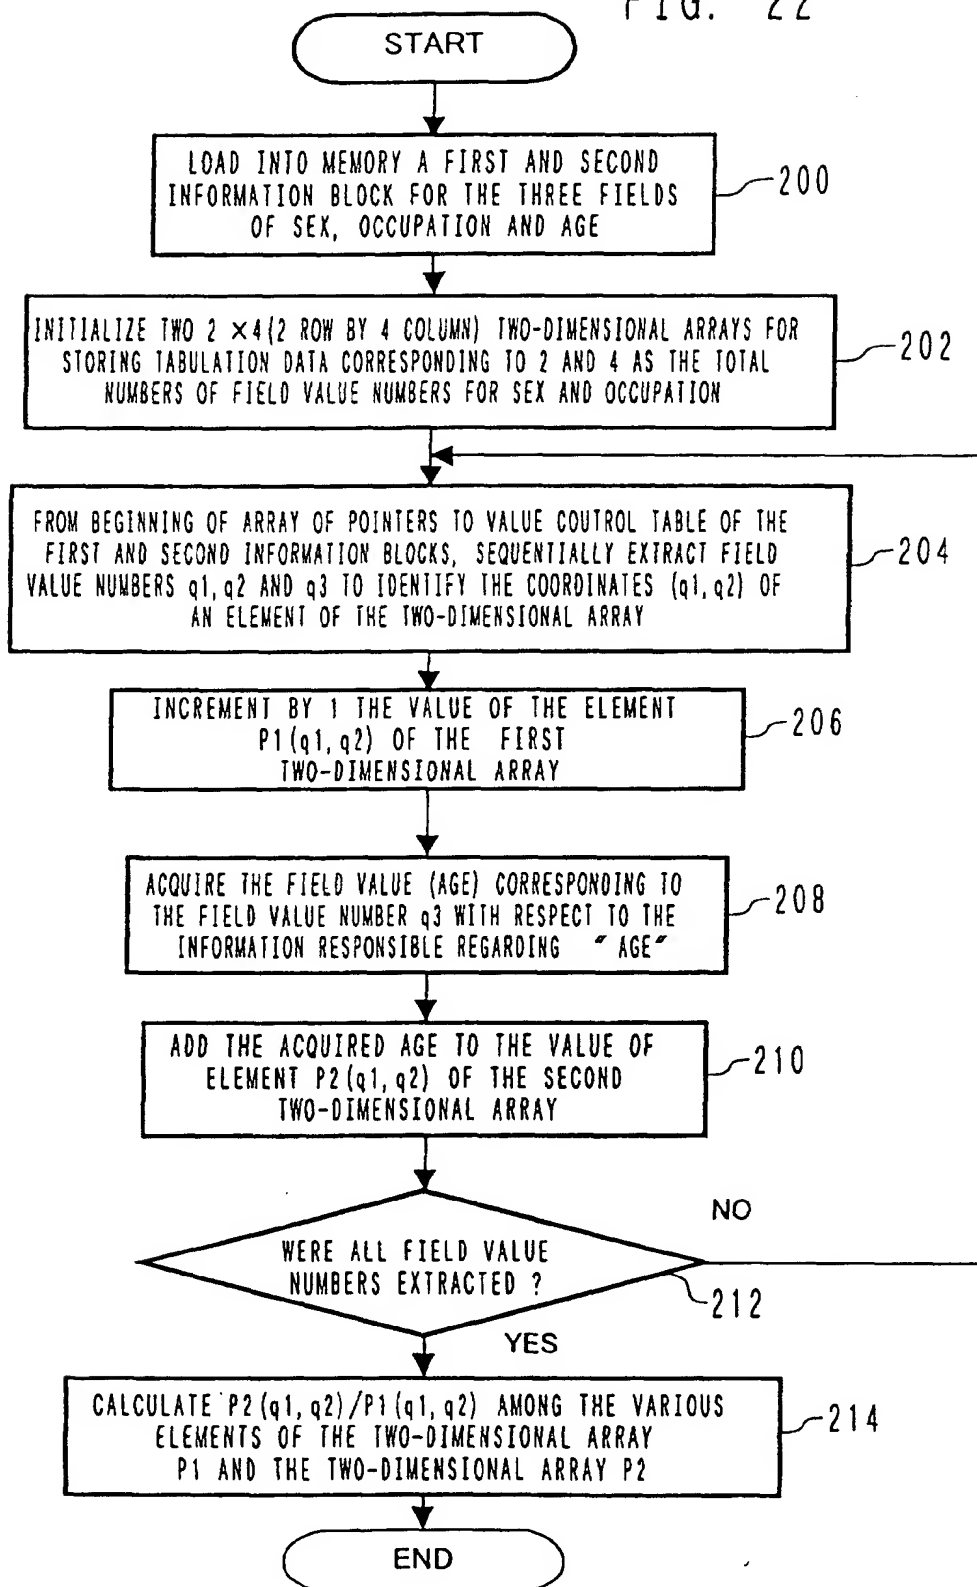 FIG. 22
START
LOAD INTO MEMORY A FIRST AND SECOND
INFORMATION BLOCK FOR THE THREE FIELDS
OF SEX, OCCUPATION AND AGE
200
INITIALIZE TWO 2 ×4(2 ROW BY 4 COLUMN) TWO-DIMENSIONAL ARRAYS FOR
STORING TABULATION DATA CORRESPONDING TO 2 AND 4 AS THE TOTAL
NUMBERS OF FIELD VALUE NUMBERS FOR SEX AND OCCUPATION
202
FROM BEGINNING OF ARRAY OF POINTERS TO VALUE COUTROL TABLE OF THE
FIRST AND SECOND INFORMATION BLOCKS, SEQUENTIALLY EXTRACT FIELD
VALUE NUMBERS q1,q2 AND q3 TO IDENTIFY THE COORDINATES (q1,q2) OF
AN ELEMENT OF THE TWO-DIMENSIONAL ARRAY
204
INCREMENT BY 1 THE VALUE OF THE ELEMENT
P1(q1,q2) OF THE FIRST
TWO-DIMENSIONAL ARRAY
206
ACQUIRE THE FIELD VALUE (AGE) CORRESPONDING TO
THE FIELD VALUE NUMBER q3 WITH RESPECT TO THE
INFORMATION RESPONSIBLE REGARDING "AGE"
208
ADD THE ACQUIRED AGE TO THE VALUE OF
ELEMENT P2(q1,q2) OF THE SECOND
TWO-DIMENSIONAL ARRAY
210
WERE ALL FIELD VALUE
NUMBERS EXTRACTED ?
NO
212
YES
CALCULATE P2(q1,q2)/P1(q1,q2) AMONG THE VARIOUS
ELEMENTS OF THE TWO-DIMENSIONAL ARRAY
P1 AND THE TWO-DIMENSIONAL ARRAY P2
214
END